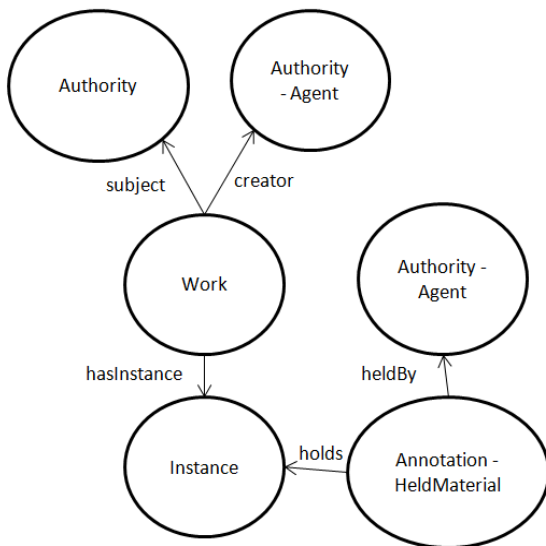 Authority
Authority
- Agent
subject
creator
Work
Authority -
Agent
hasInstance
heldBy
Instance
holds
Annotation -
HeldMaterial